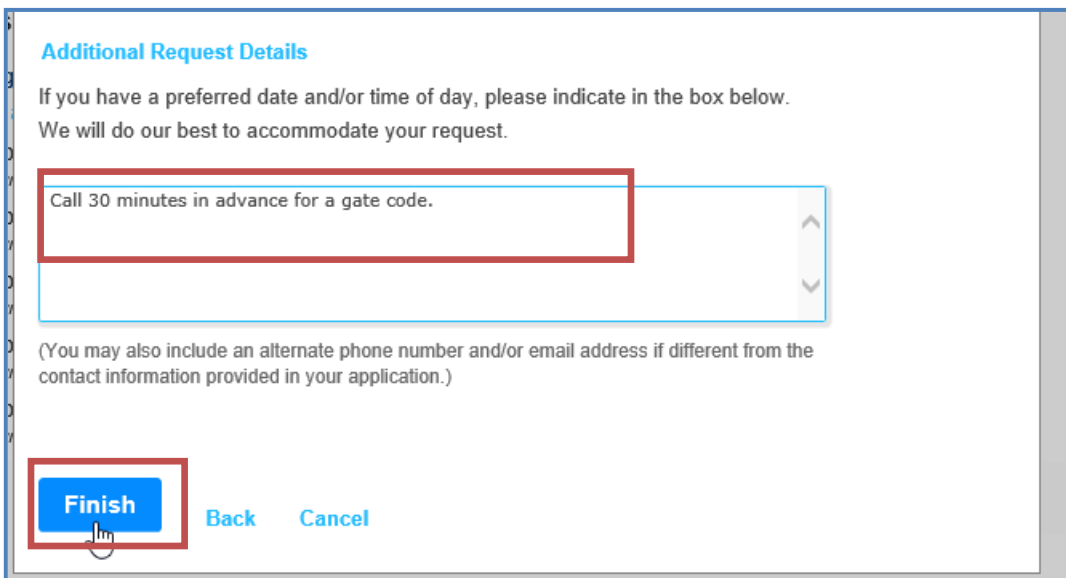 Additional Request Details
If you have a preferred date and/or time of day, please indicate in the box below.
We will do our best to accommodate your request.
Call 30 minutes in advance for a gate code.
(You may also include an alternate phone number and/or email address if different from the
contact information provided in your application.)
Finish
Back
Cancel